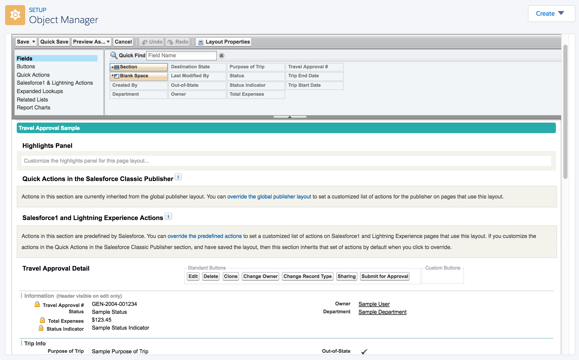 SETUP
Object Manager
Create
Save Quick Save Preview As... Cancel Undo Redo Layout Properties
Fields
Buttons
Quick Actions
Salesforce1 & Lightning Actions
Expanded Lookups
Related Lists
Report Charts
Quick Find Field Name
Section Destination State Purpose of Trip Travel Approval #
Blank Space Last Modified By Status Trip End Date
Created By Out-of-State Status Indicator Trip Start Date
Department Owner Total Expenses
Travel Approval Sample
Highlights Panel
Customize the highlights panel for this page layout...
Quick Actions in the Salesforce Classic Publisher i
Actions in this section are currently inherited from the global publisher layout. You can override the global publisher layout to set a customized list of actions for the publisher on pages that use this layout.
Salesforce1 and Lightning Experience Actions i
Actions in this section are predefined by Salesforce. You can override the predefined actions to set a customized list of actions on Salesforce1 and Lightning Experience pages that use this layout. If you customize the
actions in the Quick Actions in the Salesforce Classic Publisher section, and have saved the layout, then this section inherits that set of actions by default when you click to override.
Travel Approval Detail
Standard Buttons
Edit Delete Clone Change Owner Change Record Type Sharing Submit for Approval
Custom Buttons
Information (Header visible on edit only)
Travel Approval # GEN-2004-001234 Owner Sample User
Status Sample Status Department Sample Department
Total Expenses $123.45
Status Indicator Sample Status Indicator
Trip Info
Purpose of Trip Sample Purpose of Trip Out-of-State ✓